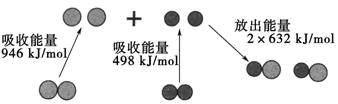 吸收能量
946 kJ/mol
+
吸收能量
498 kJ/mol
放出能量
2×632 kJ/mol